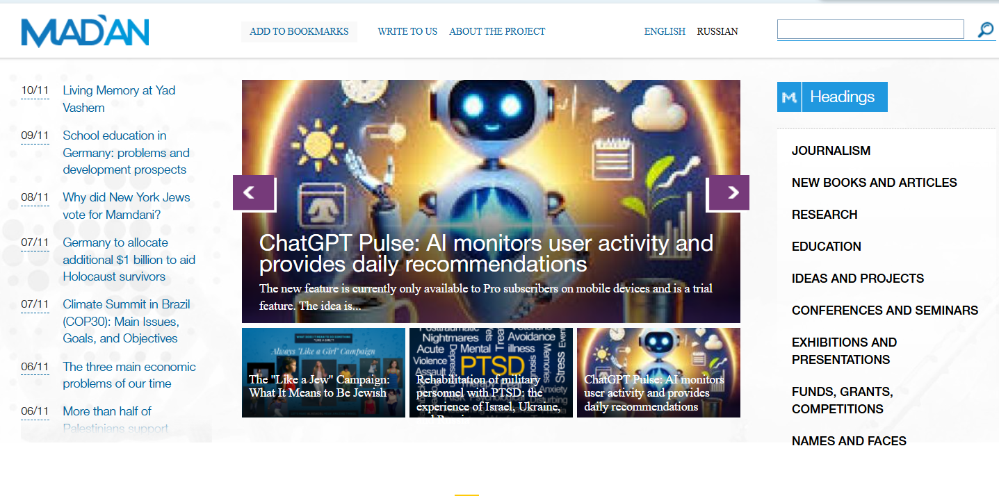 MAD'AN
ADD TO BOOKMARKS
WRITE TO US
ABOUT THE PROJECT
ENGLISH
RUSSIAN
10/11
Living Memory at Yad
Vashem
09/11
School education in
Germany: problems and
development prospects
08/11
Why did New York Jews
vote for Mamdani?
07/11
Germany to allocate
additional $1 billion to aid
Holocaust survivors
07/11
Climate Summit in Brazil
(COP30): Main Issues,
Goals, and Objectives
06/11
The three main economic
problems of our time
06/11
More than half of
Palestinians support
ChatGPT Pulse: AI monitors user activity and
provides daily recommendations
The new feature is currently only available to Pro subscribers on mobile devices and is a trial
feature. The idea is...
Always "Like a Girl" Campaign
The "Like a Jew" Campaign:
What It Means to Be Jewish
Nightmares
Avoidance
Acute
Mental
illness
Violence
PTSD
Assault
Memories
Stress
Anxiety
Disturbing
Psychological
Rehabilitation of military
personnel with PTSD: the
experience of Israel, Ukraine,
ChatGPT Pulse: AI monitors
user activity and provides
daily recommendations
M
Headings
JOURNALISM
NEW BOOKS AND ARTICLES
RESEARCH
EDUCATION
IDEAS AND PROJECTS
CONFERENCES AND SEMINARS
EXHIBITIONS AND
PRESENTATIONS
FUNDS, GRANTS,
COMPETITIONS
NAMES AND FACES